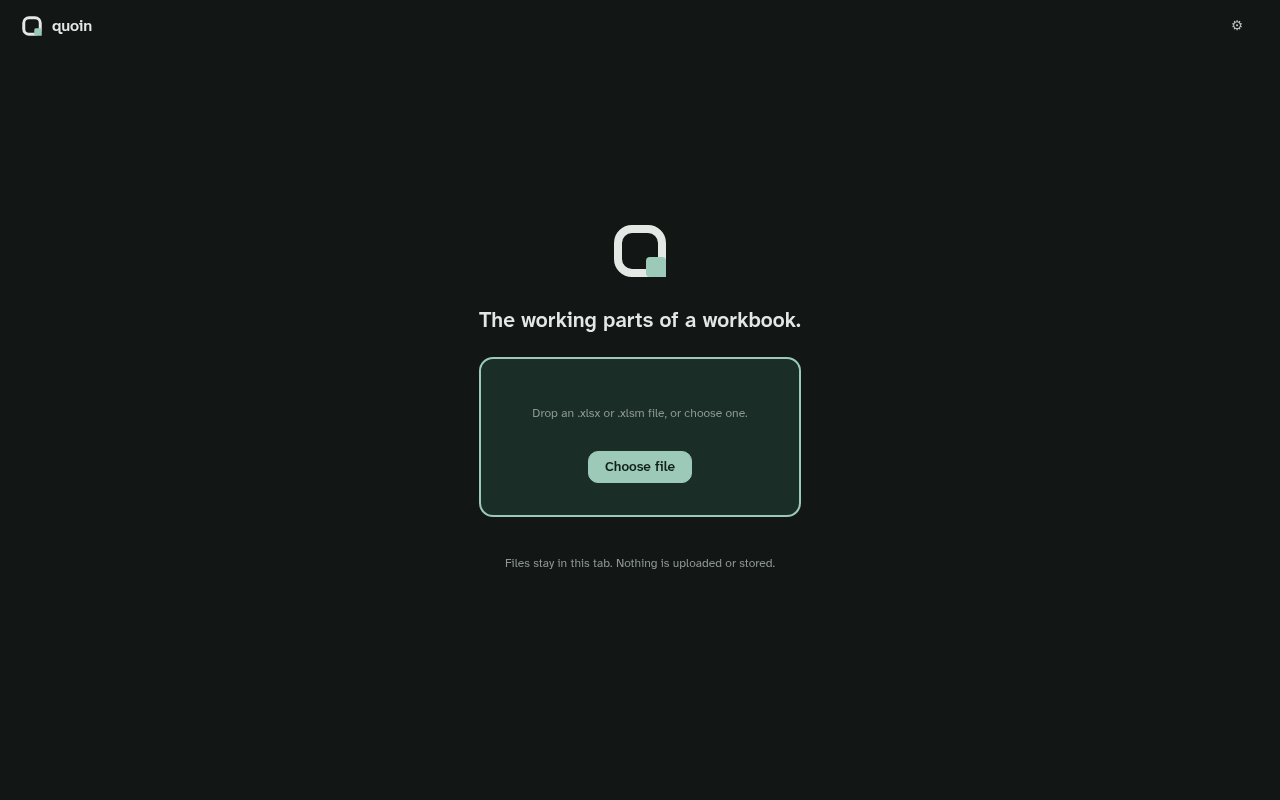 quoin
The working parts of a workbook.
Drop an .xlsx or .xlsm file, or choose one.
Choose file
Files stay in this tab. Nothing is uploaded or stored.